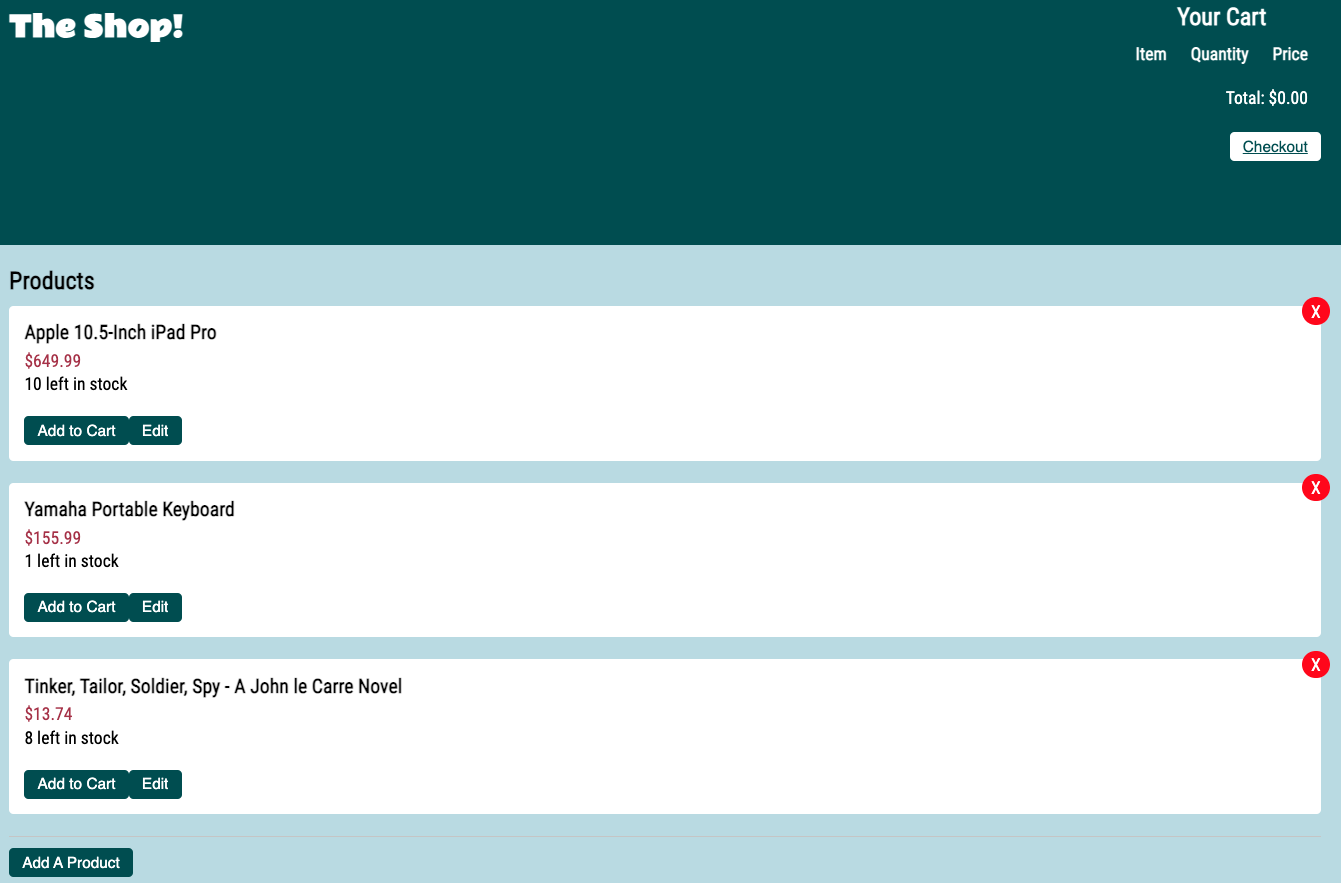 The Shop!
Your Cart
Item Quantity Price
Total: $0.00
Checkout
Products
X
Apple 10.5-Inch iPad Pro
$649.99
10 left in stock
Add to Cart Edit
X
Yamaha Portable Keyboard
$155.99
1 left in stock
Add to Cart Edit
X
Tinker, Tailor, Soldier, Spy - A John le Carre Novel
$13.74
8 left in stock
Add to Cart Edit
Add A Product